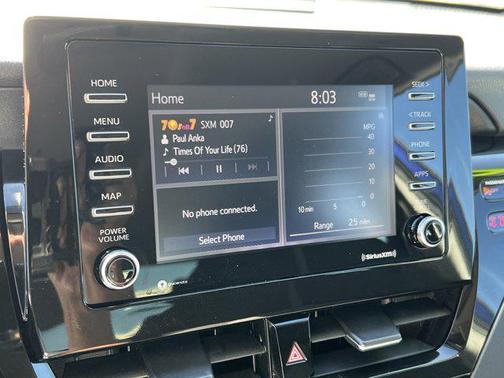 HOME
MENU
AUDIO
MAP
POWER
VOLUME
Home
8:03
70s on 7 SXM 007
Paul Anka
Times Of Your Life (76)
No phone connected.
Select Phone
MPG
40
30
20
10
0
10 min 5 0
Range 25 miles
SEEK >
< TRACK
PHONE
APPS
SiriusXM